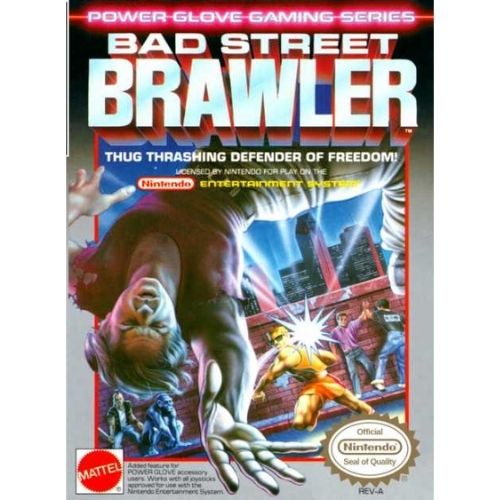 POWER GLOVE GAMING SERIES
BAD STREET
BRAWLER
TM
THUG THRASHING DEFENDER OF FREEDOM!
LICENSED BY NINTENDO FOR PLAY ON THE
Nintendo ENTERTAINMENT SYSTEM
MATTEL
Added feature for
POWER GLOVE accessory
users. Works with all joysticks
approved for use with the
Nintendo Entertainment System.
Official
Nintendo
Seal of Quality
REV-A